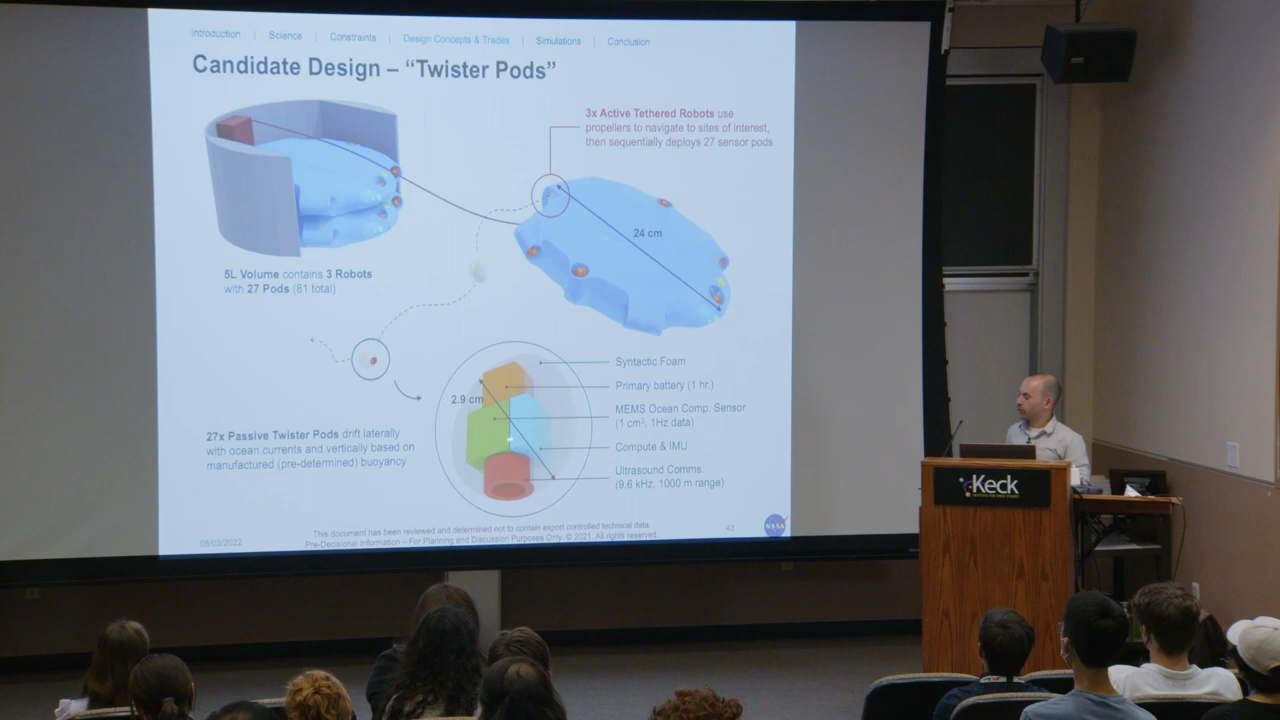 Introduction | Science | Constraints | Design Concepts & Trades | Simulations | Conclusion
Candidate Design – “Twister Pods”
3x Active Tethered Robots use
propellers to navigate to sites of interest,
then sequentially deploys 27 sensor pods
24 cm
5L Volume contains 3 Robots
with 27 Pods (81 total)
Syntactic Foam
Primary battery (1 hr.)
2.9 cm
MEMS Ocean Comp. Sensor
(1 cm³, 1Hz data)
27x Passive Twister Pods drift laterally
with ocean currents and vertically based on
manufactured (pre-determined) buoyancy
Compute & IMU
Ultrasound Comms.
(9.6 kHz, 1000 m range)
This document has been reviewed and determined not to contain export controlled technical data.
Pre-Decisional Information – For Planning and Discussion Purposes Only. © 2021. All rights reserved.
08/03/2022
43
NASA
Keck